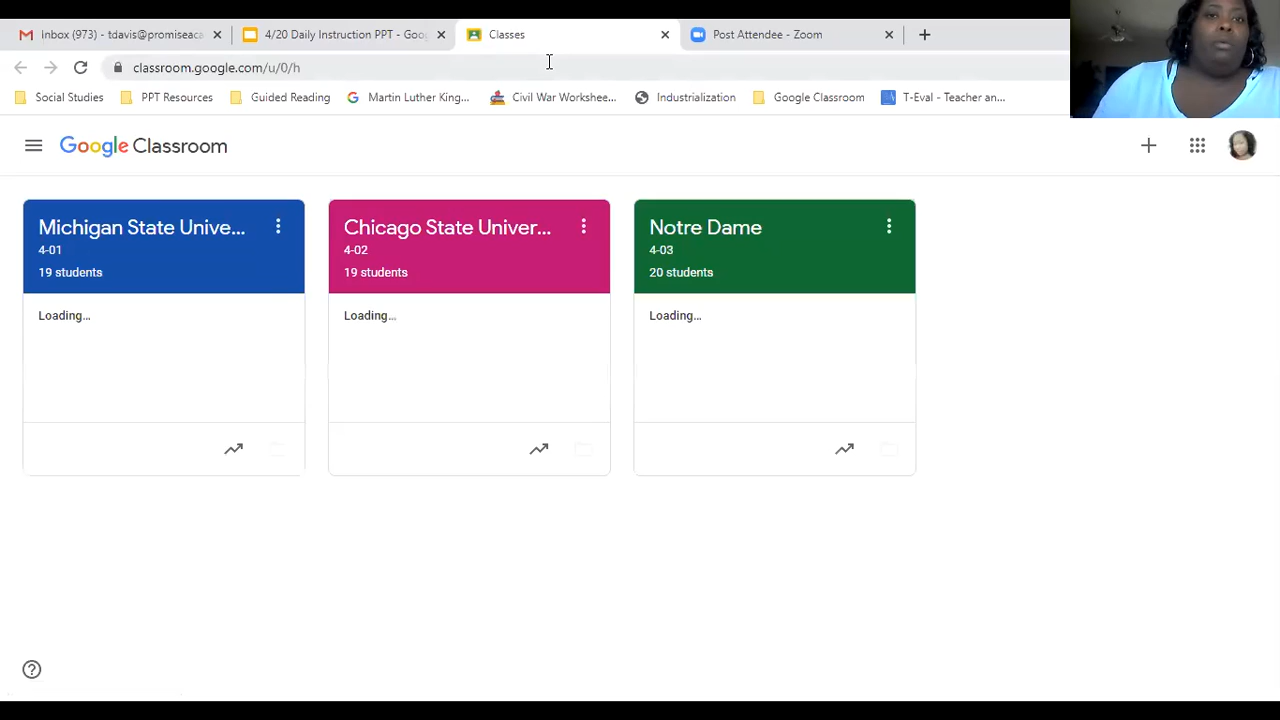 Inbox (973) - tdavis@promiseaca
4/20 Daily Instruction PPT - Goog
Classes
Post Attendee - Zoom
classroom.google.com/u/0/h
Social Studies
PPT Resources
Guided Reading
Martin Luther King...
Civil War Workshee...
Industrialization
Google Classroom
T-Eval - Teacher an...
Google Classroom
Michigan State Unive...
4-01
19 students
Loading...
Chicago State Univer...
4-02
19 students
Loading...
Notre Dame
4-03
20 students
Loading...